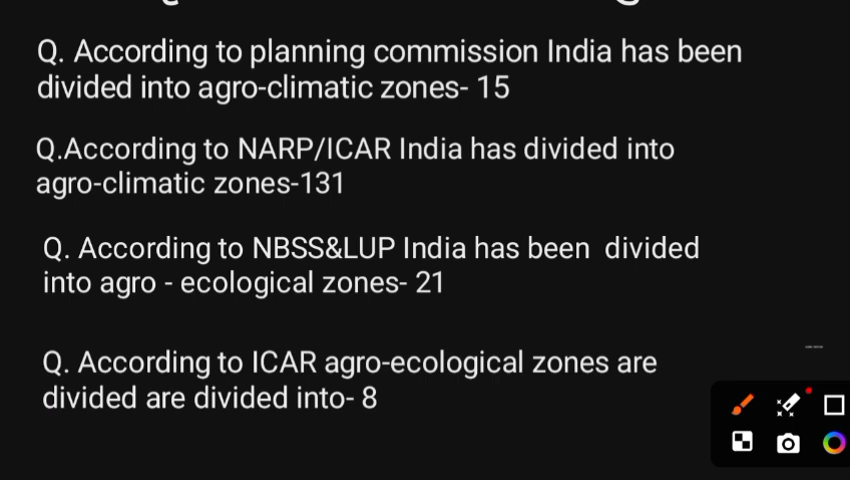 Q. According to planning commission India has been
divided into agro-climatic zones- 15
Q.According to NARP/ICAR India has divided into
agro-climatic zones-131
Q. According to NBSS&LUP India has been divided
into agro - ecological zones- 21
Q. According to ICAR agro-ecological zones are
divided are divided into- 8